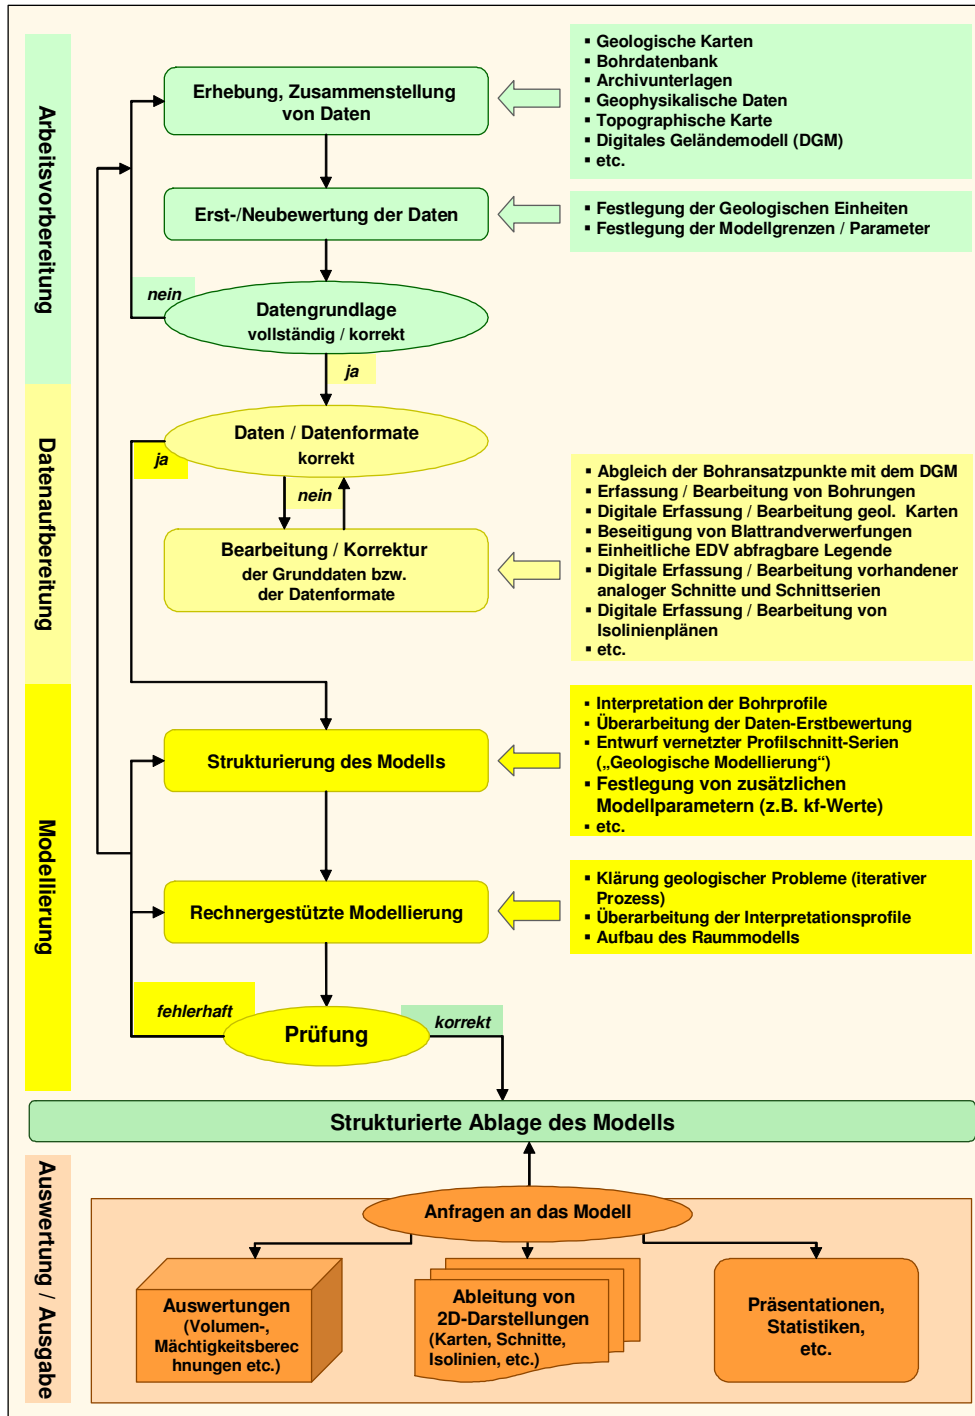 Arbeitsvorbereitung
Erhebung, Zusammenstellung
von Daten
▪ Geologische Karten
▪ Bohrdatenbank
▪ Archivunterlagen
▪ Geophysikalische Daten
▪ Topographische Karte
▪ Digitales Geländemodell (DGM)
▪ etc.
Erst-/Neubewertung der Daten
▪ Festlegung der Geologischen Einheiten
▪ Festlegung der Modellgrenzen / Parameter
nein
Datengrundlage
vollständig / korrekt
ja
Datenaufbereitung
Daten / Datenformate
korrekt
ja
nein
Bearbeitung / Korrektur
der Grunddaten bzw.
der Datenformate
▪ Abgleich der Bohransatzpunkte mit dem DGM
▪ Erfassung / Bearbeitung von Bohrungen
▪ Digitale Erfassung / Bearbeitung geol. Karten
▪ Beseitigung von Blattrandverwerfungen
▪ Einheitliche EDV abfragbare Legende
▪ Digitale Erfassung / Bearbeitung vorhandener
analoger Schnitte und Schnittserien
▪ Digitale Erfassung / Bearbeitung von
Isolinienplänen
▪ etc.
Modellierung
Strukturierung des Modells
▪ Interpretation der Bohrprofile
▪ Überarbeitung der Daten-Erstbewertung
▪ Entwurf vernetzter Profilschnitt-Serien
(„Geologische Modellierung“)
▪ Festlegung von zusätzlichen
Modellparametern (z.B. kf-Werte)
▪ etc.
Rechnergestützte Modellierung
▪ Klärung geologischer Probleme (iterativer
Prozess)
▪ Überarbeitung der Interpretationsprofile
▪ Aufbau des Raummodells
fehlerhaft
Prüfung
korrekt
Strukturierte Ablage des Modells
Auswertung / Ausgabe
Anfragen an das Modell
Auswertungen
(Volumen-,
Mächtigkeitsberec
hnungen etc.)
Ableitung von
2D-Darstellungen
(Karten, Schnitte,
Isolinien, etc.)
Präsentationen,
Statistiken,
etc.